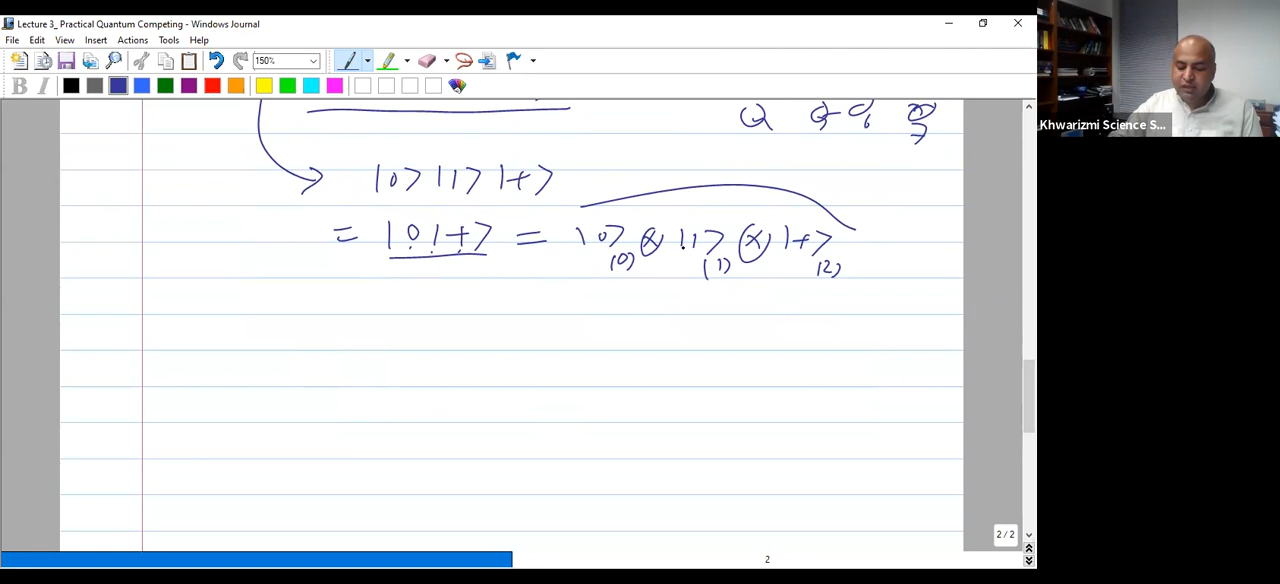 Lecture 3_ Practical Quantum Competing - Windows Journal
File Edit View Insert Actions Tools Help
150%
B I
Khwarizmi Science S...
|0> |1> |+>
= |01+> = |0> ⊗ |1> ⊗ |+>
(0) (1) (2)
2 / 2
2